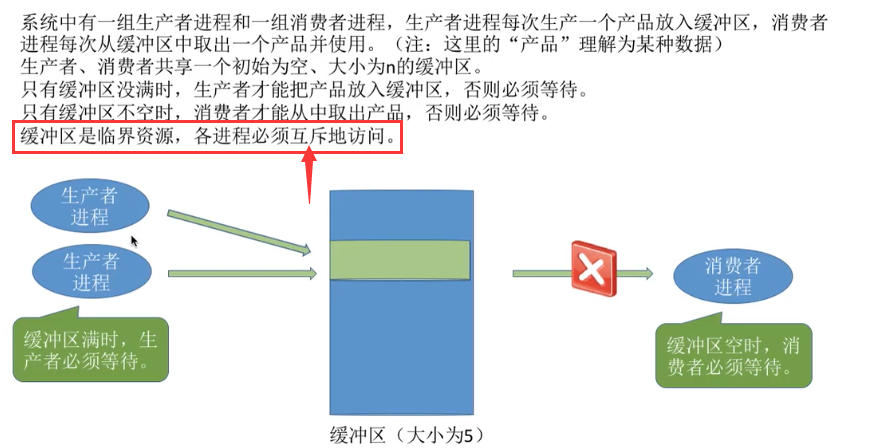 系统中有一组生产者进程和一组消费者进程，生产者进程每次生产一个产品放入缓冲区，消费者
进程每次从缓冲区中取出一个产品并使用。（注：这里的“产品”理解为某种数据）
生产者、消费者共享一个初始为空、大小为n的缓冲区。
只有缓冲区没满时，生产者才能把产品放入缓冲区，否则必须等待。
只有缓冲区不空时，消费者才能从中取出产品，否则必须等待。
缓冲区是临界资源，各进程必须互斥地访问。
生产者
进程
生产者
进程
消费者
进程
缓冲区满时，生
产者必须等待。
缓冲区空时，消
费者必须等待。
缓冲区（大小为5）